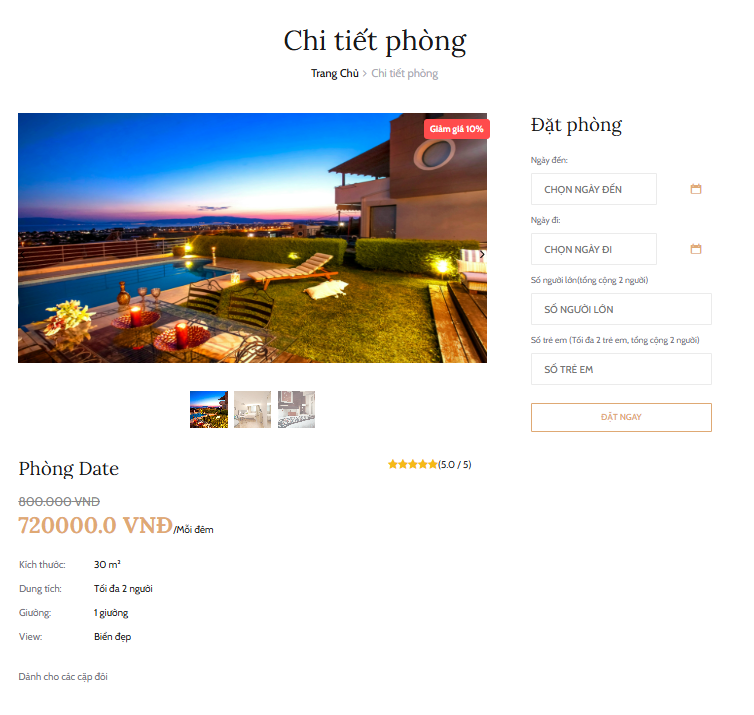 Chi tiết phòng
Trang Chủ > Chi tiết phòng
Giảm giá 10%
Đặt phòng
Ngày đến:
CHỌN NGÀY ĐẾN
Ngày đi:
CHỌN NGÀY ĐI
Số người lớn(tổng cộng 2 người)
SỐ NGƯỜI LỚN
Số trẻ em (Tối đa 2 trẻ em, tổng cộng 2 người)
SỐ TRẺ EM
ĐẶT NGAY
Phòng Date
(5.0 / 5)
800.000 VNĐ
720000.0 VNĐ/Mỗi đêm
Kích thước: 30 m²
Dung tích: Tối đa 2 người
Giường: 1 giường
View: Biển đẹp
Dành cho các cặp đôi